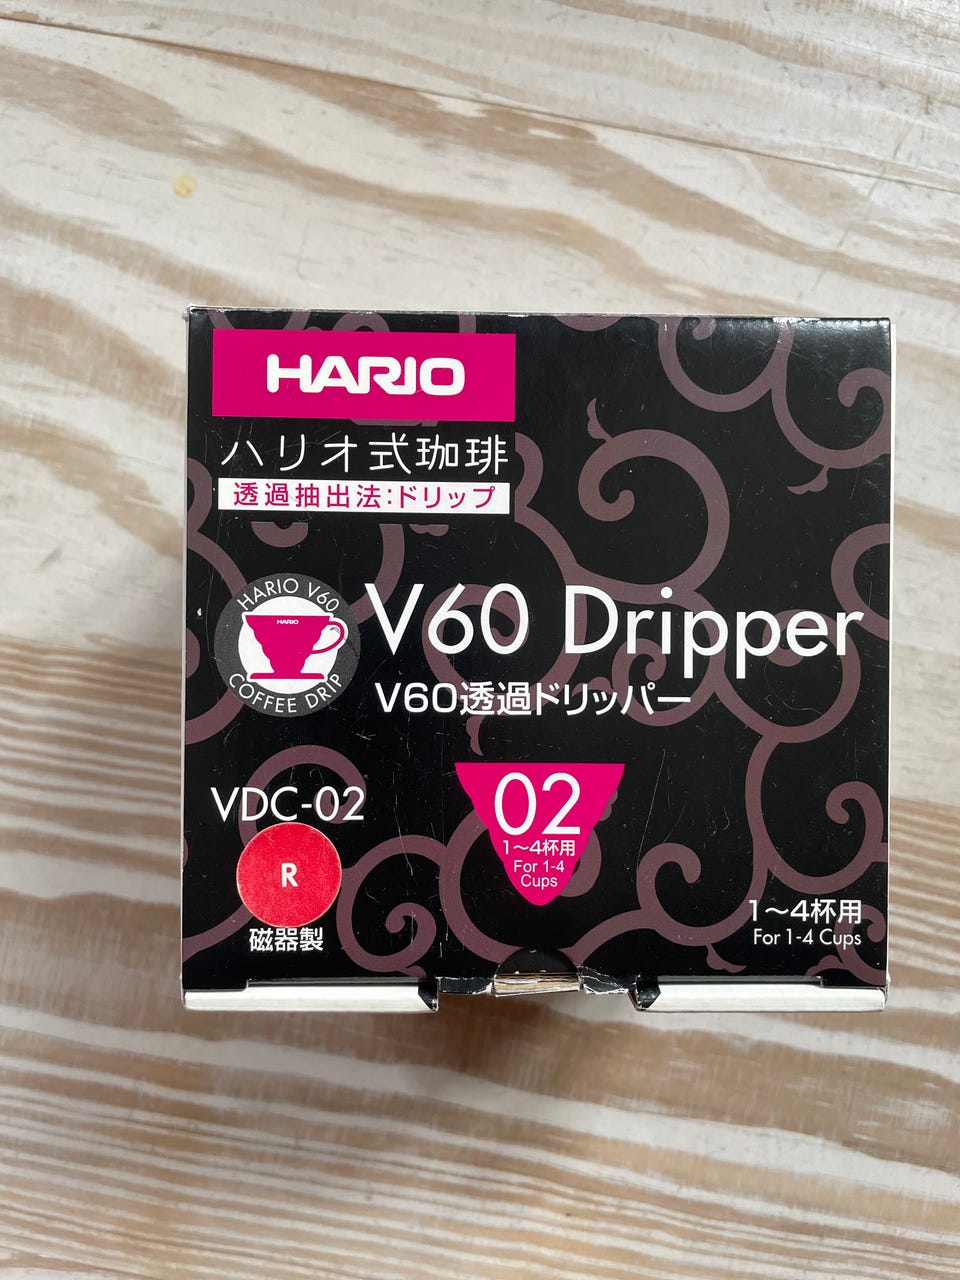 HARIO
ハリオ式珈琲
透過抽出法:ドリップ
HARIO V60
HARIO
COFFEE DRIP
V60 Dripper
V60透過ドリッパー
VDC-02
R
磁器製
02
1〜4杯用
For 1-4
Cups
1〜4杯用
For 1-4 Cups